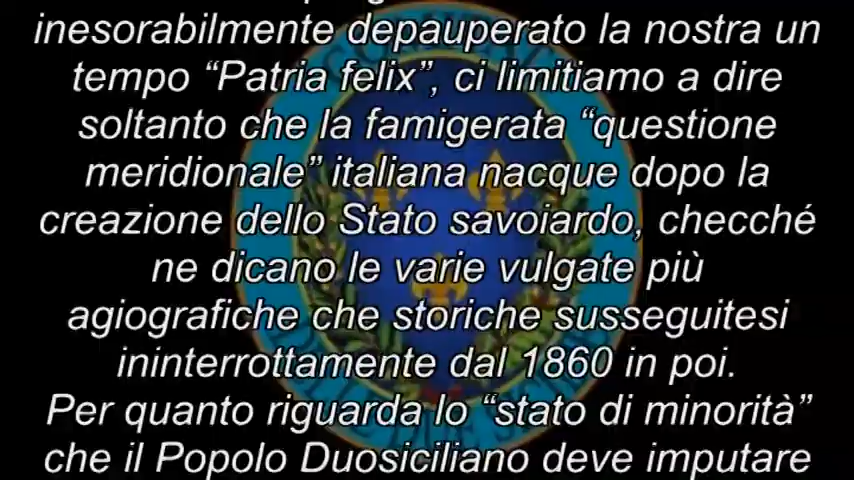 inesorabilmente depauperato la nostra un
tempo “Patria felix”, ci limitiamo a dire
soltanto che la famigerata “questione
meridionale” italiana nacque dopo la
creazione dello Stato savoiardo, checché
ne dicano le varie vulgate più
agiografiche che storiche susseguitesi
ininterrottamente dal 1860 in poi.
Per quanto riguarda lo “stato di minorità”
che il Popolo Duosiciliano deve imputare